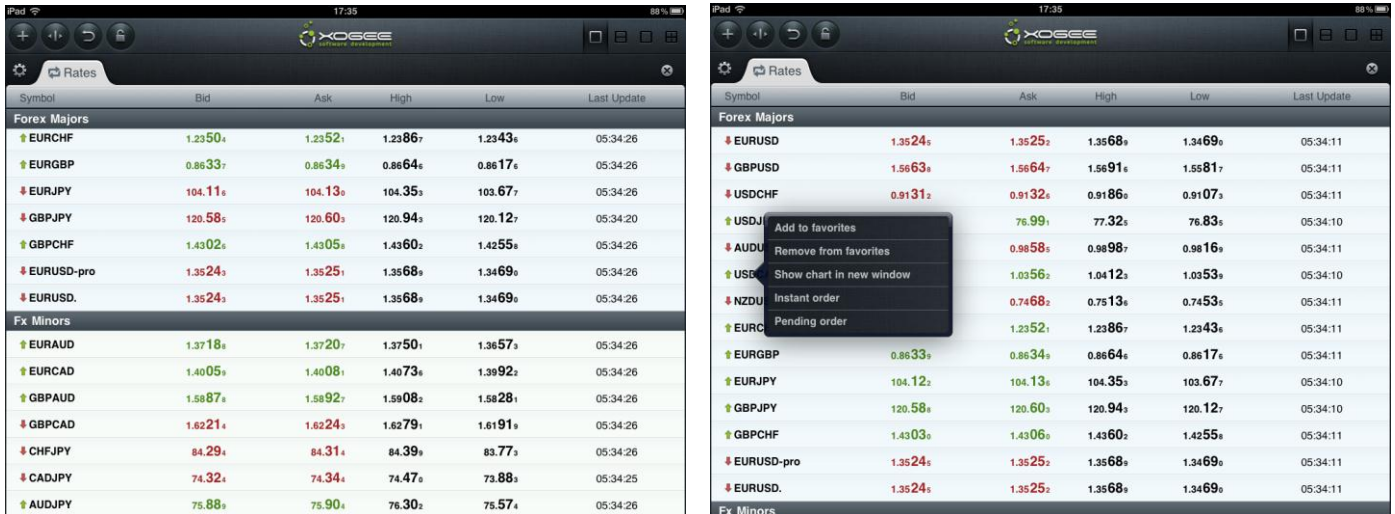 iPad 17:35 88%
XOGEE
software development
Rates
Symbol Bid Ask High Low Last Update
Forex Majors
EURCHF 1.23504 1.23521 1.23867 1.23436 05:34:26
EURGBP 0.86337 0.86349 0.86646 0.86176 05:34:26
EURJPY 104.116 104.130 104.353 103.677 05:34:26
GBPJPY 120.585 120.603 120.943 120.127 05:34:20
GBPCHF 1.43026 1.43058 1.43602 1.42558 05:34:26
EURUSD-pro 1.35243 1.35251 1.35689 1.34690 05:34:26
EURUSD. 1.35243 1.35251 1.35689 1.34690 05:34:26
Fx Minors
EURAUD 1.37188 1.37207 1.37501 1.36573 05:34:26
EURCAD 1.40059 1.40081 1.40736 1.39922 05:34:26
GBPAUD 1.58878 1.58927 1.59082 1.58281 05:34:26
GBPCAD 1.62214 1.62243 1.62791 1.61919 05:34:26
CHFJPY 84.294 84.314 84.399 83.773 05:34:26
CADJPY 74.324 74.344 74.470 73.883 05:34:25
AUDJPY 75.889 75.904 76.302 75.574 05:34:26
iPad 17:35 88%
XOGEE
software development
Rates
Symbol Bid Ask High Low Last Update
Forex Majors
EURUSD 1.35245 1.35252 1.35689 1.34690 05:34:11
GBPUSD 1.56638 1.56647 1.56916 1.55817 05:34:11
USDCHF 0.91312 0.91326 0.91860 0.91073 05:34:11
USDJ 76.991 77.325 76.835 05:34:10
AUDU 0.98585 0.98987 0.98169 05:34:11
USDCA 1.03562 1.04123 1.03539 05:34:10
NZDU 0.74682 0.75136 0.74535 05:34:11
EURC 1.23521 1.23867 1.23436 05:34:11
Add to favorites
Remove from favorites
Show chart in new window
Instant order
Pending order
EURGBP 0.86339 0.86349 0.86646 0.86176 05:34:11
EURJPY 104.122 104.136 104.353 103.677 05:34:10
GBPJPY 120.588 120.603 120.943 120.127 05:34:10
GBPCHF 1.43030 1.43060 1.43602 1.42558 05:34:11
EURUSD-pro 1.35245 1.35252 1.35689 1.34690 05:34:11
EURUSD. 1.35245 1.35252 1.35689 1.34690 05:34:11
Fx Minors